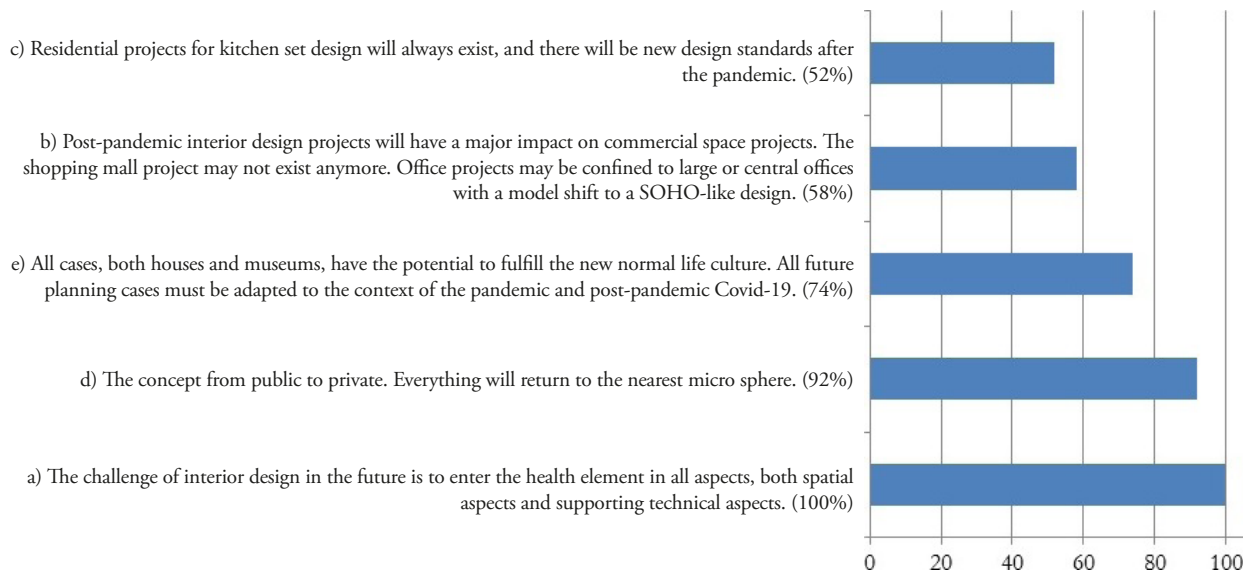 c) Residential projects for kitchen set design will always exist, and there will be new design standards after
the pandemic. (52%)
b) Post-pandemic interior design projects will have a major impact on commercial space projects. The
shopping mall project may not exist anymore. Office projects may be confined to large or central offices
with a model shift to a SOHO-like design. (58%)
e) All cases, both houses and museums, have the potential to fulfill the new normal life culture. All future
planning cases must be adapted to the context of the pandemic and post-pandemic Covid-19. (74%)
d) The concept from public to private. Everything will return to the nearest micro sphere. (92%)
a) The challenge of interior design in the future is to enter the health element in all aspects, both spatial
aspects and supporting technical aspects. (100%)
0 20 40 60 80 100